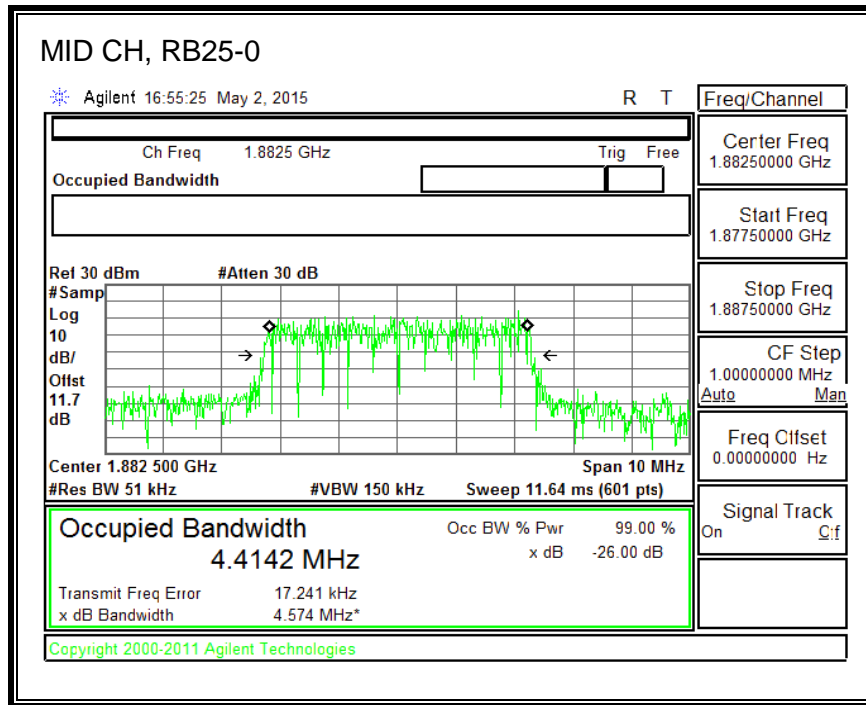 MID CH, RB25-0
Agilent 16:55:25 May 2, 2015 R T
Freq/Channel
Ch Freq 1.8825 GHz Trig Free
Occupied Bandwidth
Center Freq
1.88250000 GHz
Start Freq
1.87750000 GHz
Stop Freq
1.88750000 GHz
CF Step
1.00000000 MHz
Auto Man
Freq Offset
0.00000000 Hz
Signal Track
On Off
Ref 30 dBm #Atten 30 dB
#Samp
Log
10
dB/
Offst
11.7
dB
Center 1.882 500 GHz Span 10 MHz
#Res BW 51 kHz #VBW 150 kHz Sweep 11.64 ms (601 pts)
Occupied Bandwidth
4.4142 MHz
Occ BW % Pwr 99.00 %
x dB -26.00 dB
Transmit Freq Error 17.241 kHz
x dB Bandwidth 4.574 MHz*
Copyright 2000-2011 Agilent Technologies